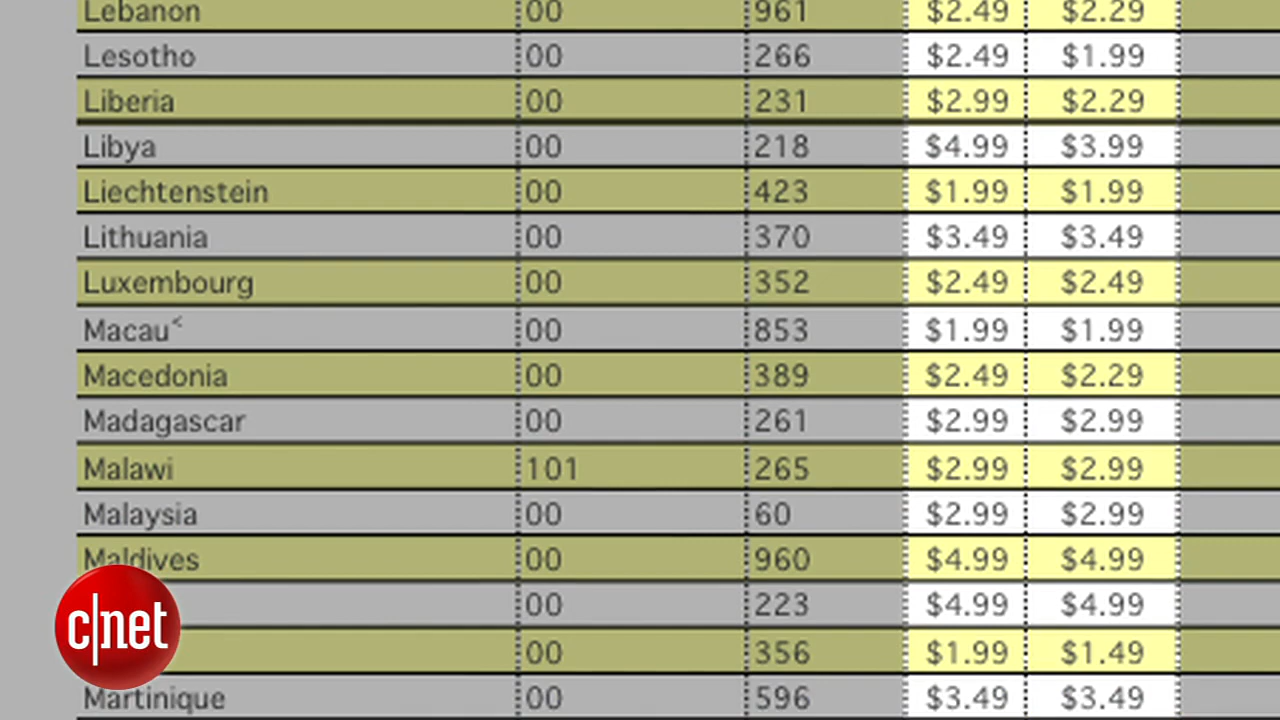 Lebanon 00 961 $2.49 $2.29
Lesotho 00 266 $2.49 $1.99
Liberia 00 231 $2.99 $2.29
Libya 00 218 $4.99 $3.99
Liechtenstein 00 423 $1.99 $1.99
Lithuania 00 370 $3.49 $3.49
Luxembourg 00 352 $2.49 $2.49
Macau< 00 853 $1.99 $1.99
Macedonia 00 389 $2.49 $2.29
Madagascar 00 261 $2.99 $2.99
Malawi 101 265 $2.99 $2.99
Malaysia 00 60 $2.99 $2.99
Maldives 00 960 $4.99 $4.99
00 223 $4.99 $4.99
00 356 $1.99 $1.49
Martinique 00 596 $3.49 $3.49
c|net